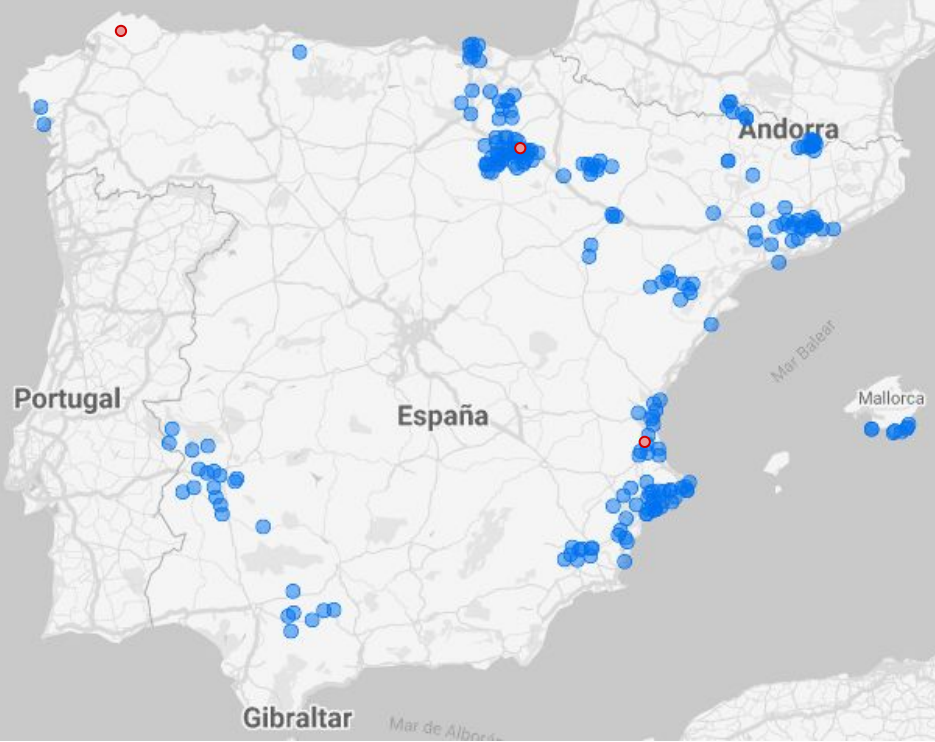 Andorra
Mar Balear
Portugal
España
Mallorca
Gibraltar
Mar de Alborán